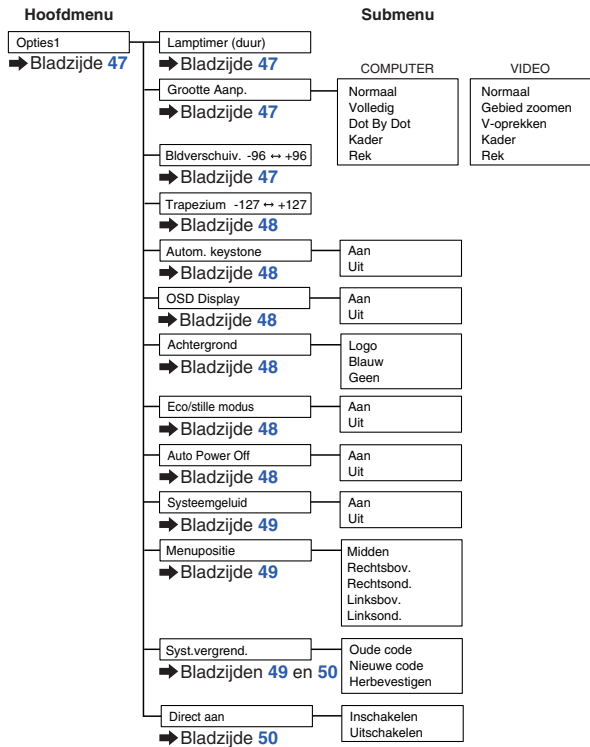 Hoofdmenu
Submenu
Opties1
➡Bladzijde 47
Lamptimer (duur)
➡Bladzijde 47
Grootte Aanp.
➡Bladzijde 47
COMPUTER
Normaal
Volledig
Dot By Dot
Kader
Rek
VIDEO
Normaal
Gebied zoomen
V-oprekken
Kader
Rek
Bldverschuiv. -96 ↔ +96
➡Bladzijde 47
Trapezium -127 ↔ +127
➡Bladzijde 48
Autom. keystone
➡Bladzijde 48
Aan
Uit
OSD Display
➡Bladzijde 48
Aan
Uit
Achtergrond
➡Bladzijde 48
Logo
Blauw
Geen
Eco/stille modus
➡Bladzijde 48
Aan
Uit
Auto Power Off
➡Bladzijde 48
Aan
Uit
Systeemgeluid
➡Bladzijde 49
Aan
Uit
Menupositie
➡Bladzijde 49
Midden
Rechtsbov.
Rechtsond.
Linksbov.
Linksond.
Syst.vergrend.
➡Bladzijden 49 en 50
Oude code
Nieuwe code
Herbevestigen
Direct aan
➡Bladzijde 50
Inschakelen
Uitschakelen